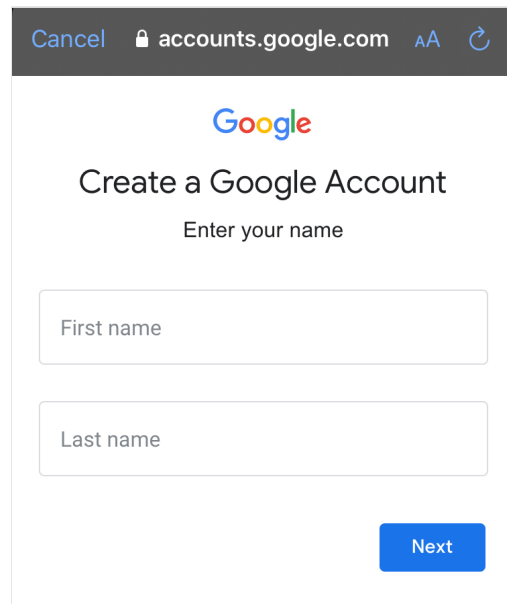 Cancel accounts.google.com AA
Google
Create a Google Account
Enter your name
First name
Last name
Next